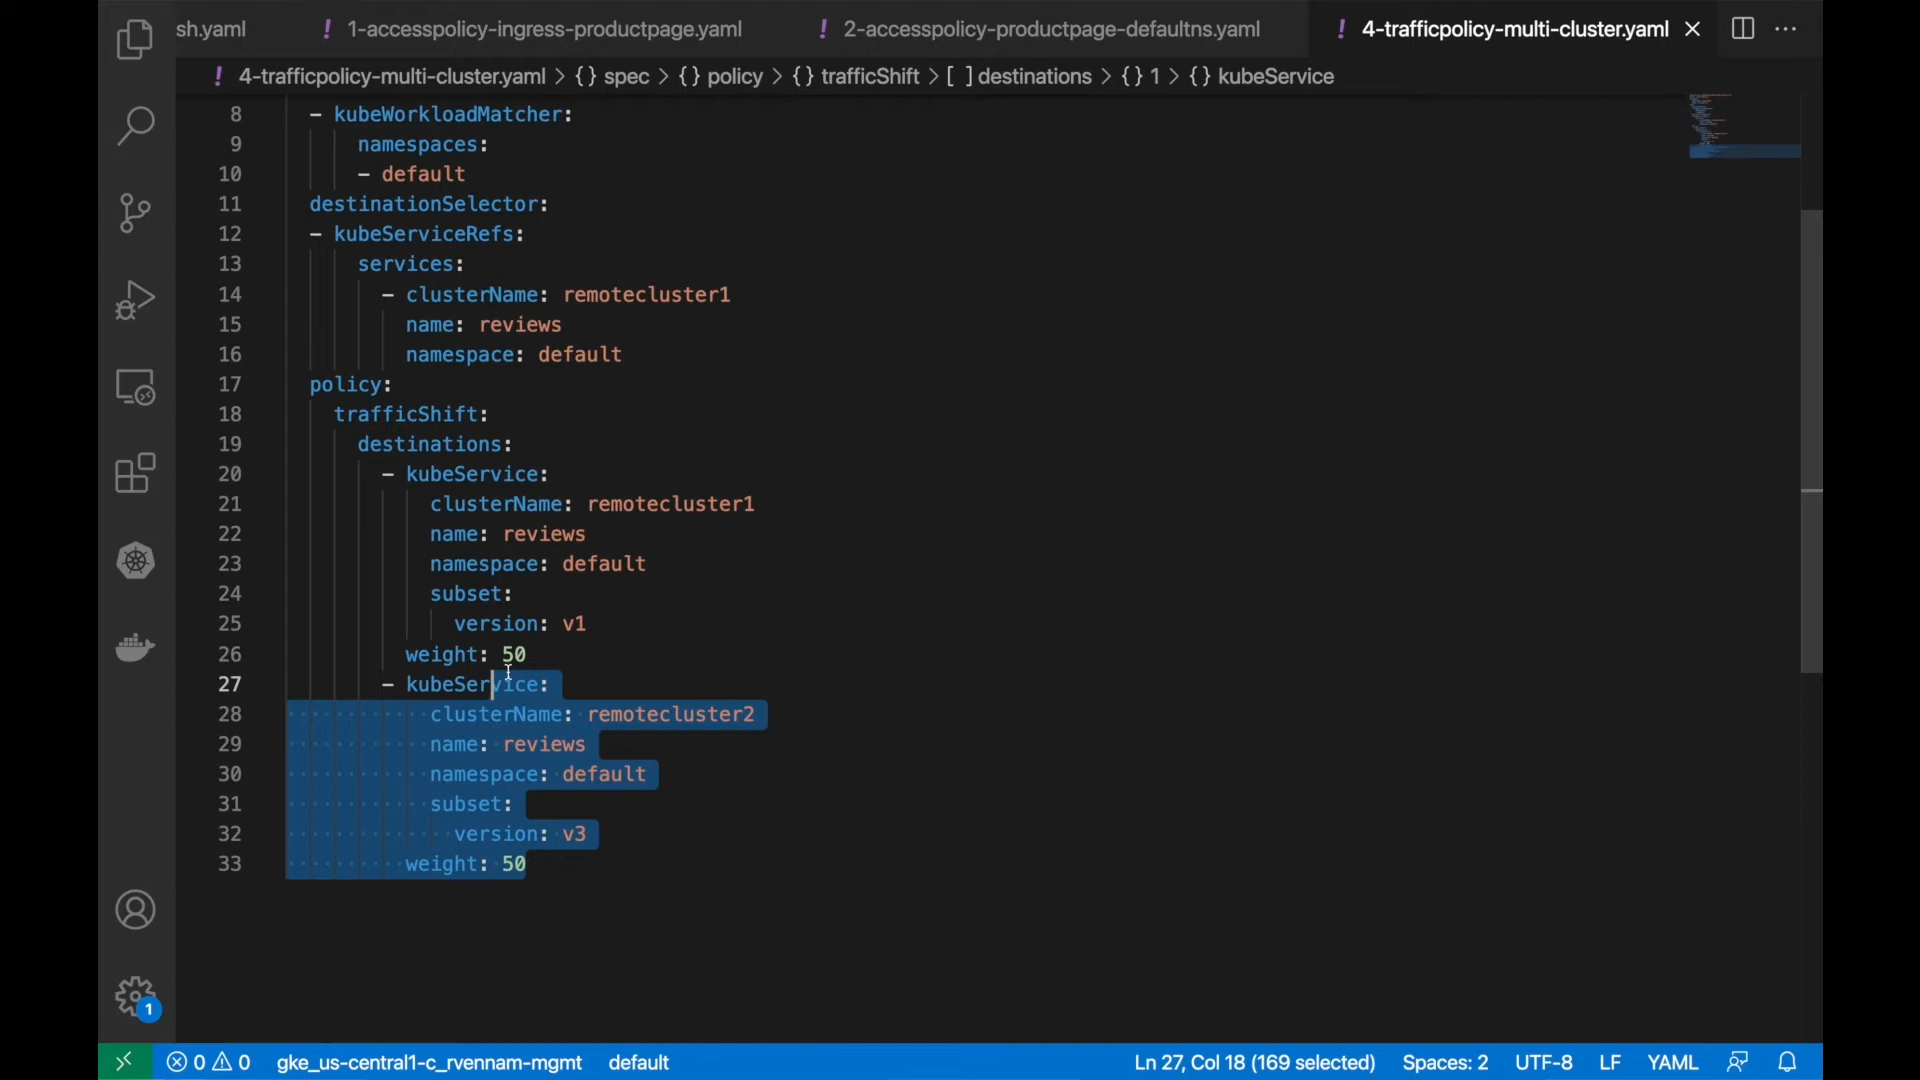 sh.yaml ! 1-accesspolicy-ingress-productpage.yaml ! 2-accesspolicy-productpage-defaultns.yaml ! 4-trafficpolicy-multi-cluster.yaml
! 4-trafficpolicy-multi-cluster.yaml > {} spec > {} policy > {} trafficShift > [ ] destinations > {} 1 > {} kubeService
8 - kubeWorkloadMatcher:
9 namespaces:
10 - default
11 destinationSelector:
12 - kubeServiceRefs:
13 services:
14 - clusterName: remotecluster1
15 name: reviews
16 namespace: default
17 policy:
18 trafficShift:
19 destinations:
20 - kubeService:
21 clusterName: remotecluster1
22 name: reviews
23 namespace: default
24 subset:
25 version: v1
26 weight: 50
27 - kubeService:
28 clusterName: remotecluster2
29 name: reviews
30 namespace: default
31 subset:
32 version: v3
33 weight: 50
1
0 0 gke_us-central1-c_rvennam-mgmt default Ln 27, Col 18 (169 selected) Spaces: 2 UTF-8 LF YAML